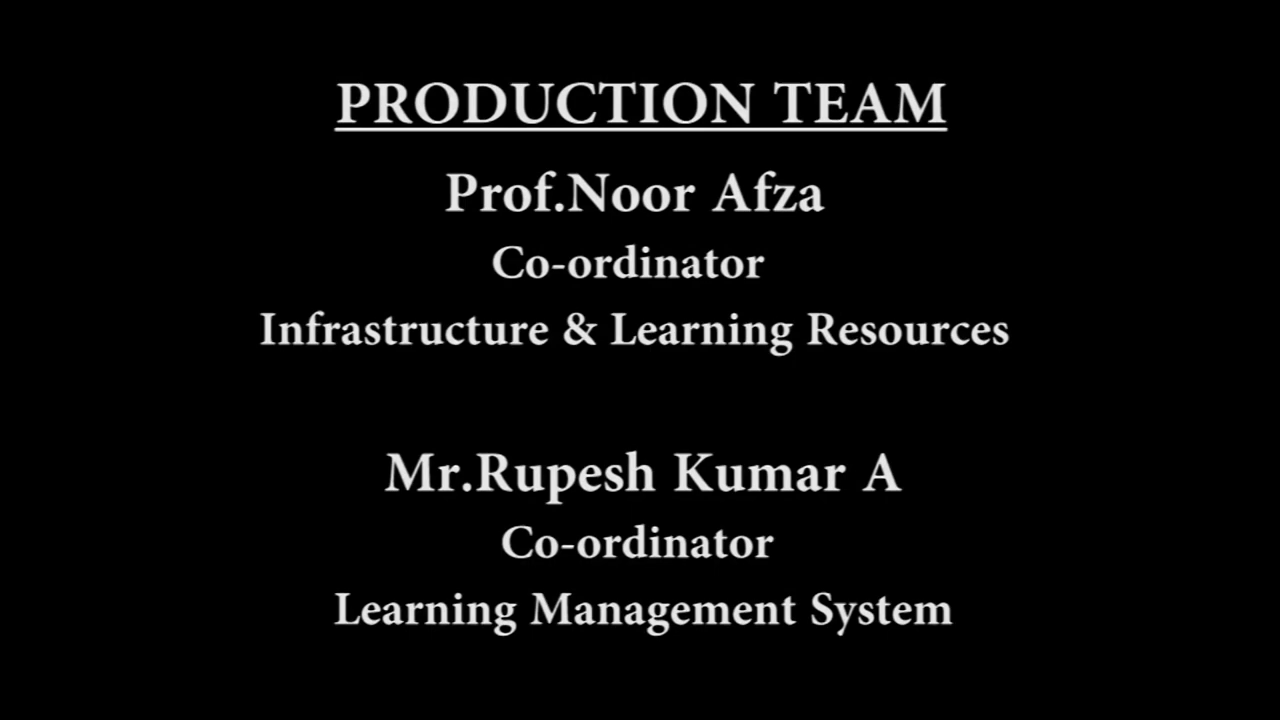 PRODUCTION TEAM
Prof.Noor Afza
Co-ordinator
Infrastructure & Learning Resources
Mr.Rupesh Kumar A
Co-ordinator
Learning Management System